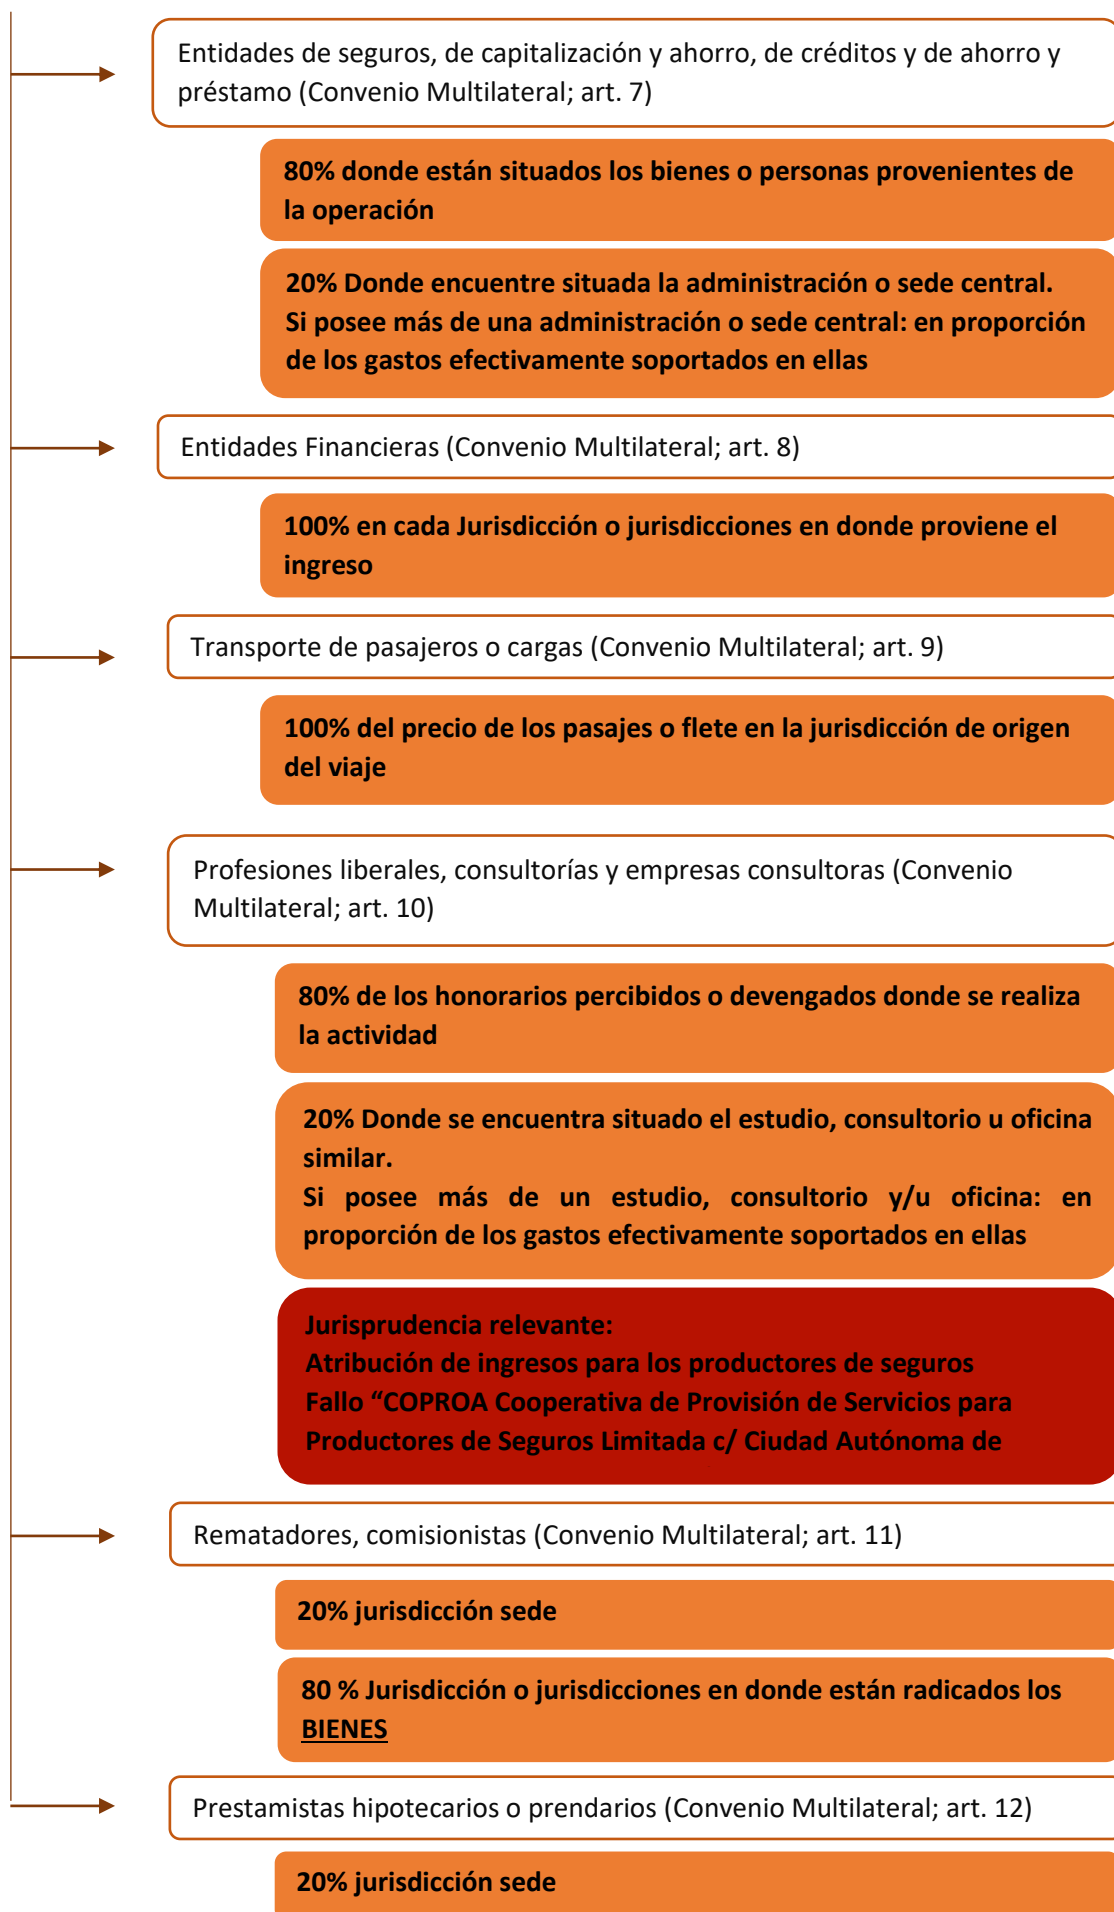 Entidades de seguros, de capitalización y ahorro, de créditos y de ahorro y
préstamo (Convenio Multilateral; art. 7)
80% donde están situados los bienes o personas provenientes de
la operación
20% Donde encuentre situada la administración o sede central.
Si posee más de una administración o sede central: en proporción
de los gastos efectivamente soportados en ellas
Entidades Financieras (Convenio Multilateral; art. 8)
100% en cada Jurisdicción o jurisdicciones en donde proviene el
ingreso
Transporte de pasajeros o cargas (Convenio Multilateral; art. 9)
100% del precio de los pasajes o flete en la jurisdicción de origen
del viaje
Profesiones liberales, consultorías y empresas consultoras (Convenio
Multilateral; art. 10)
80% de los honorarios percibidos o devengados donde se realiza
la actividad
20% Donde se encuentra situado el estudio, consultorio u oficina
similar.
Si posee más de un estudio, consultorio y/u oficina: en
proporción de los gastos efectivamente soportados en ellas
Jurisprudencia relevante:
Atribución de ingresos para los productores de seguros
Fallo “COPROA Cooperativa de Provisión de Servicios para
Productores de Seguros Limitada c/ Ciudad Autónoma de
Rematadores, comisionistas (Convenio Multilateral; art. 11)
20% jurisdicción sede
80 % Jurisdicción o jurisdicciones en donde están radicados los
BIENES
Prestamistas hipotecarios o prendarios (Convenio Multilateral; art. 12)
20% jurisdicción sede